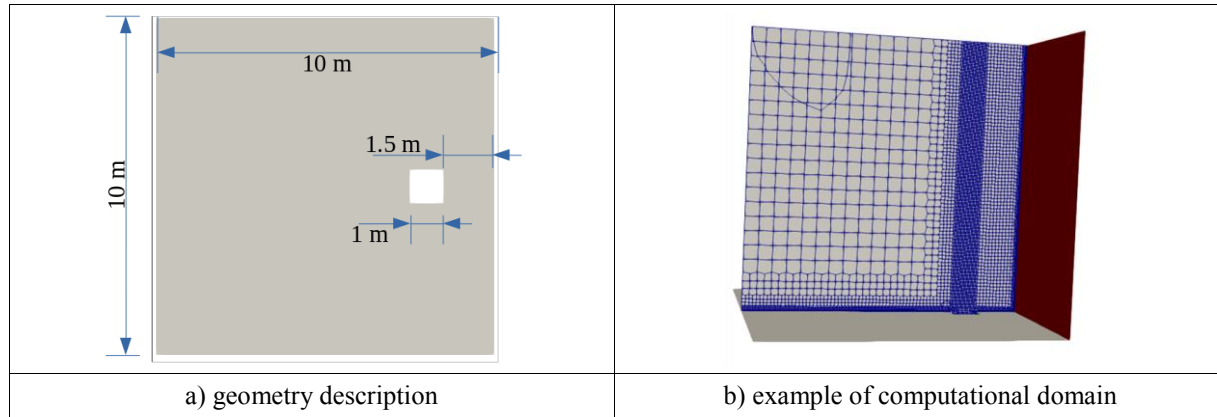 10 m
1.5 m
10 m
1 m
a) geometry description
b) example of computational domain